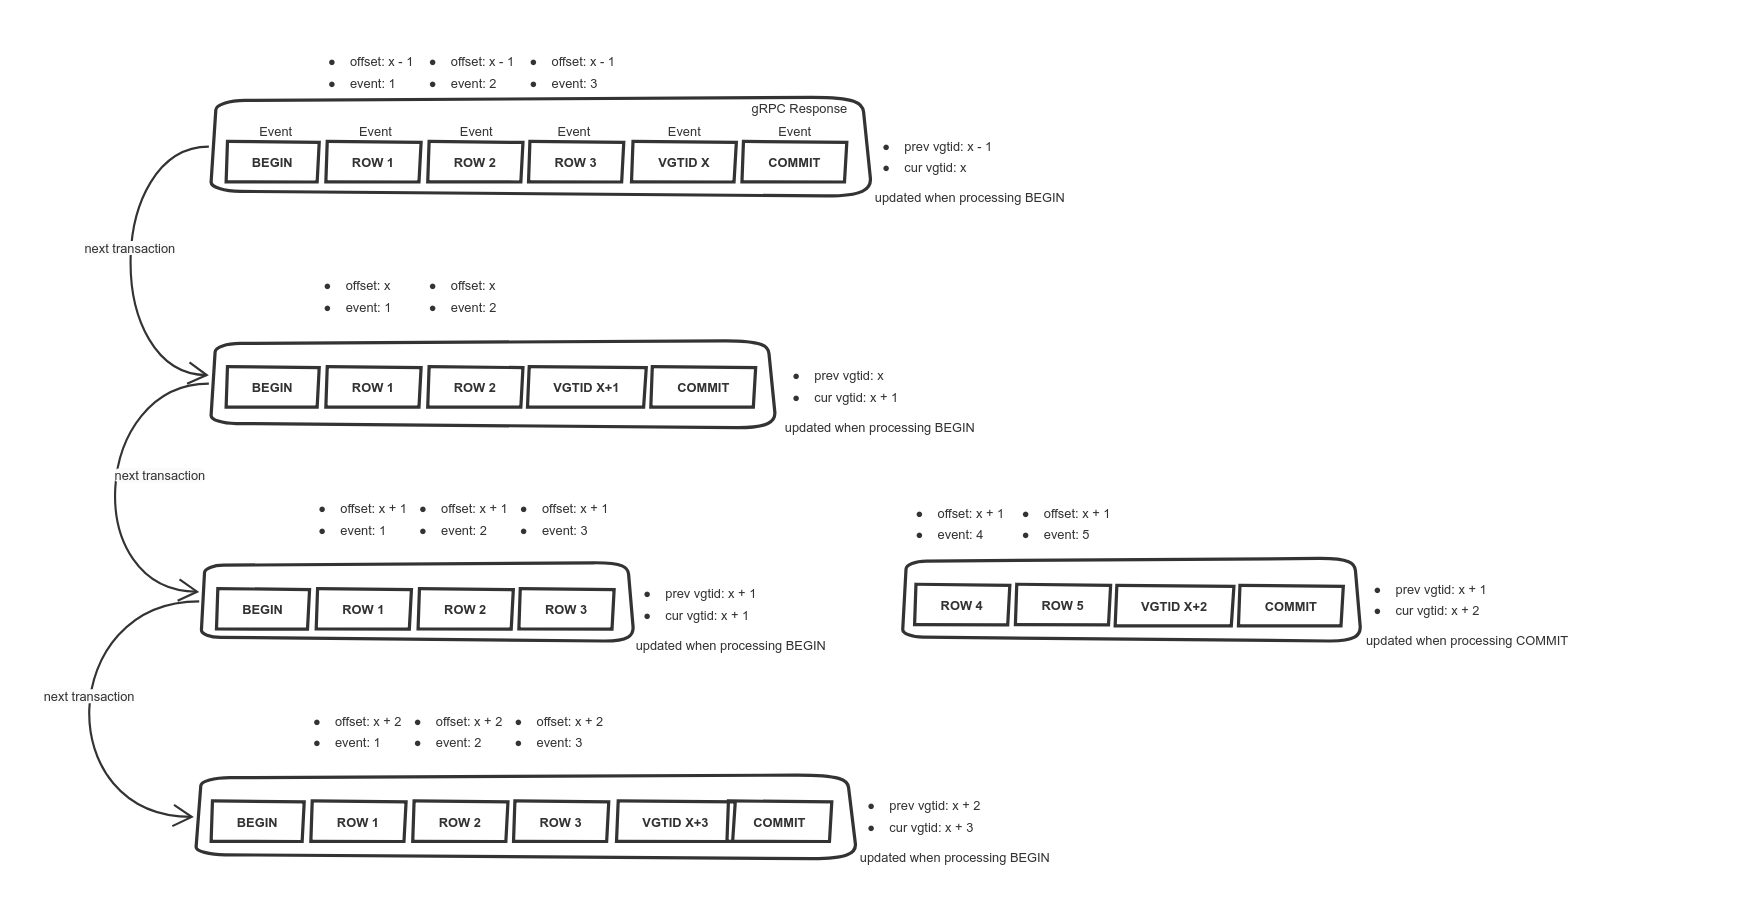 ● offset: x - 1 ● offset: x - 1 ● offset: x - 1
● event: 1 ● event: 2 ● event: 3
gRPC Response
Event Event Event Event Event Event
BEGIN ROW 1 ROW 2 ROW 3 VGTID X COMMIT
● prev vgtid: x - 1
● cur vgtid: x
updated when processing BEGIN
next transaction
● offset: x ● offset: x
● event: 1 ● event: 2
BEGIN ROW 1 ROW 2 VGTID X+1 COMMIT
● prev vgtid: x
● cur vgtid: x + 1
updated when processing BEGIN
next transaction
● offset: x + 1 ● offset: x + 1 ● offset: x + 1
● event: 1 ● event: 2 ● event: 3
BEGIN ROW 1 ROW 2 ROW 3
● prev vgtid: x + 1
● cur vgtid: x + 1
updated when processing BEGIN
● offset: x + 1 ● offset: x + 1
● event: 4 ● event: 5
ROW 4 ROW 5 VGTID X+2 COMMIT
● prev vgtid: x + 1
● cur vgtid: x + 2
updated when processing COMMIT
next transaction
● offset: x + 2 ● offset: x + 2 ● offset: x + 2
● event: 1 ● event: 2 ● event: 3
BEGIN ROW 1 ROW 2 ROW 3 VGTID X+3 COMMIT
● prev vgtid: x + 2
● cur vgtid: x + 3
updated when processing BEGIN